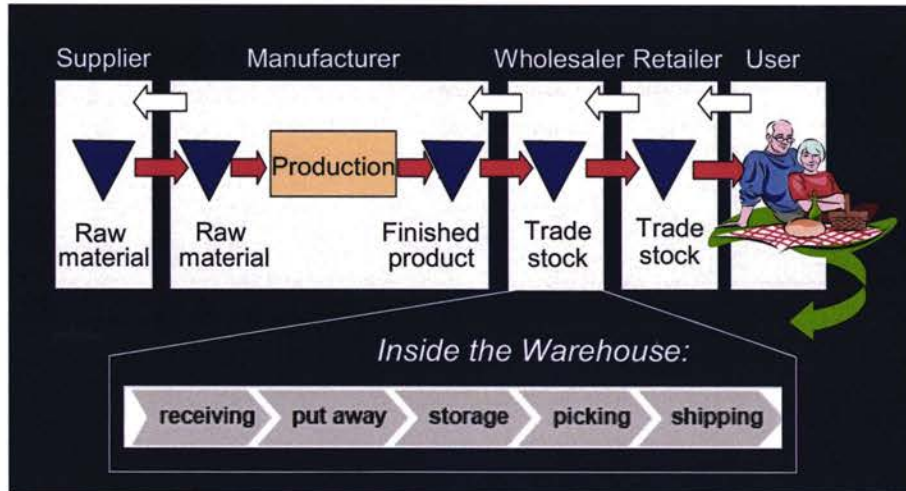 Supplier Manufacturer Wholesaler Retailer User
Production
Raw
material
Raw
material
Finished
product
Trade
stock
Trade
stock
Inside the Warehouse:
receiving put away storage picking shipping